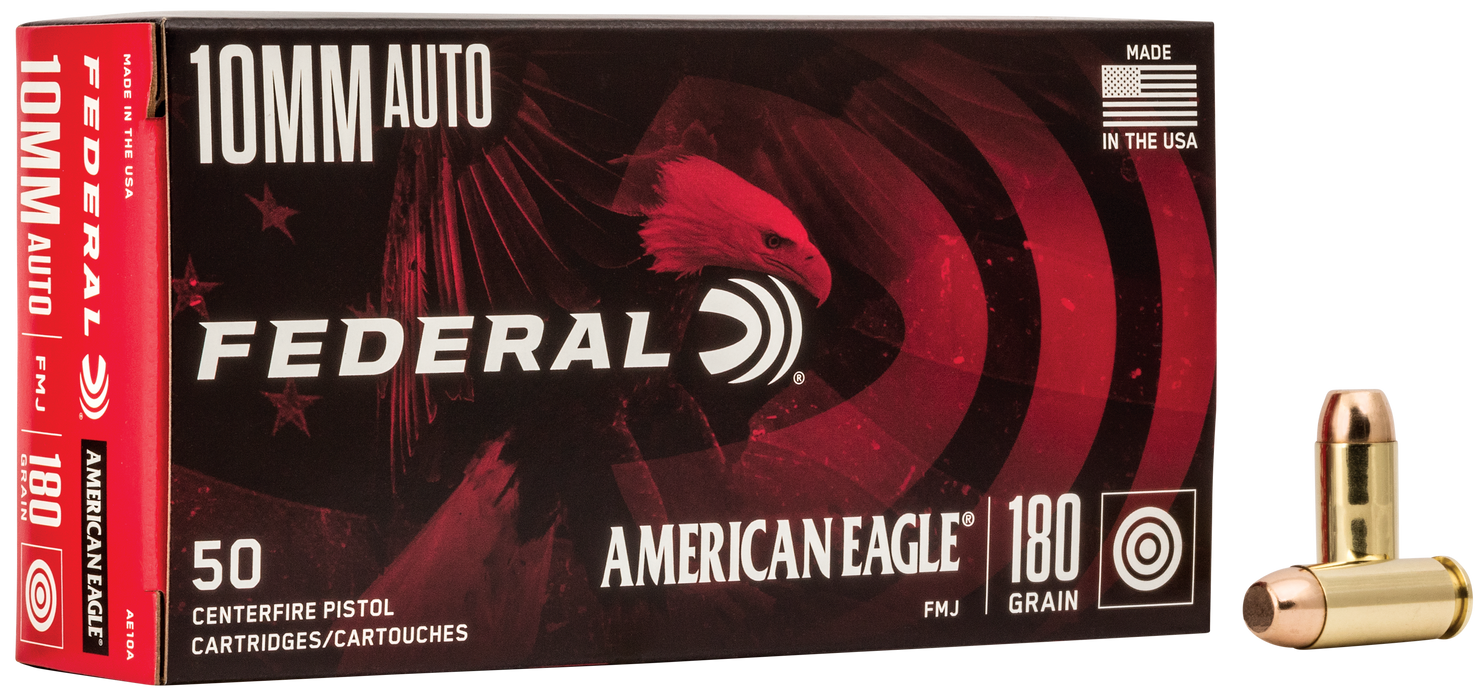 MADE IN THE USA
FEDERAL ®
AMERICAN EAGLE®
AE10A
10MM AUTO
FMJ
180
GRAIN
10MM AUTO
MADE
IN THE USA
FEDERAL ®
50
CENTERFIRE PISTOL
CARTRIDGES/CARTOUCHES
AMERICAN EAGLE®
FMJ
180
GRAIN